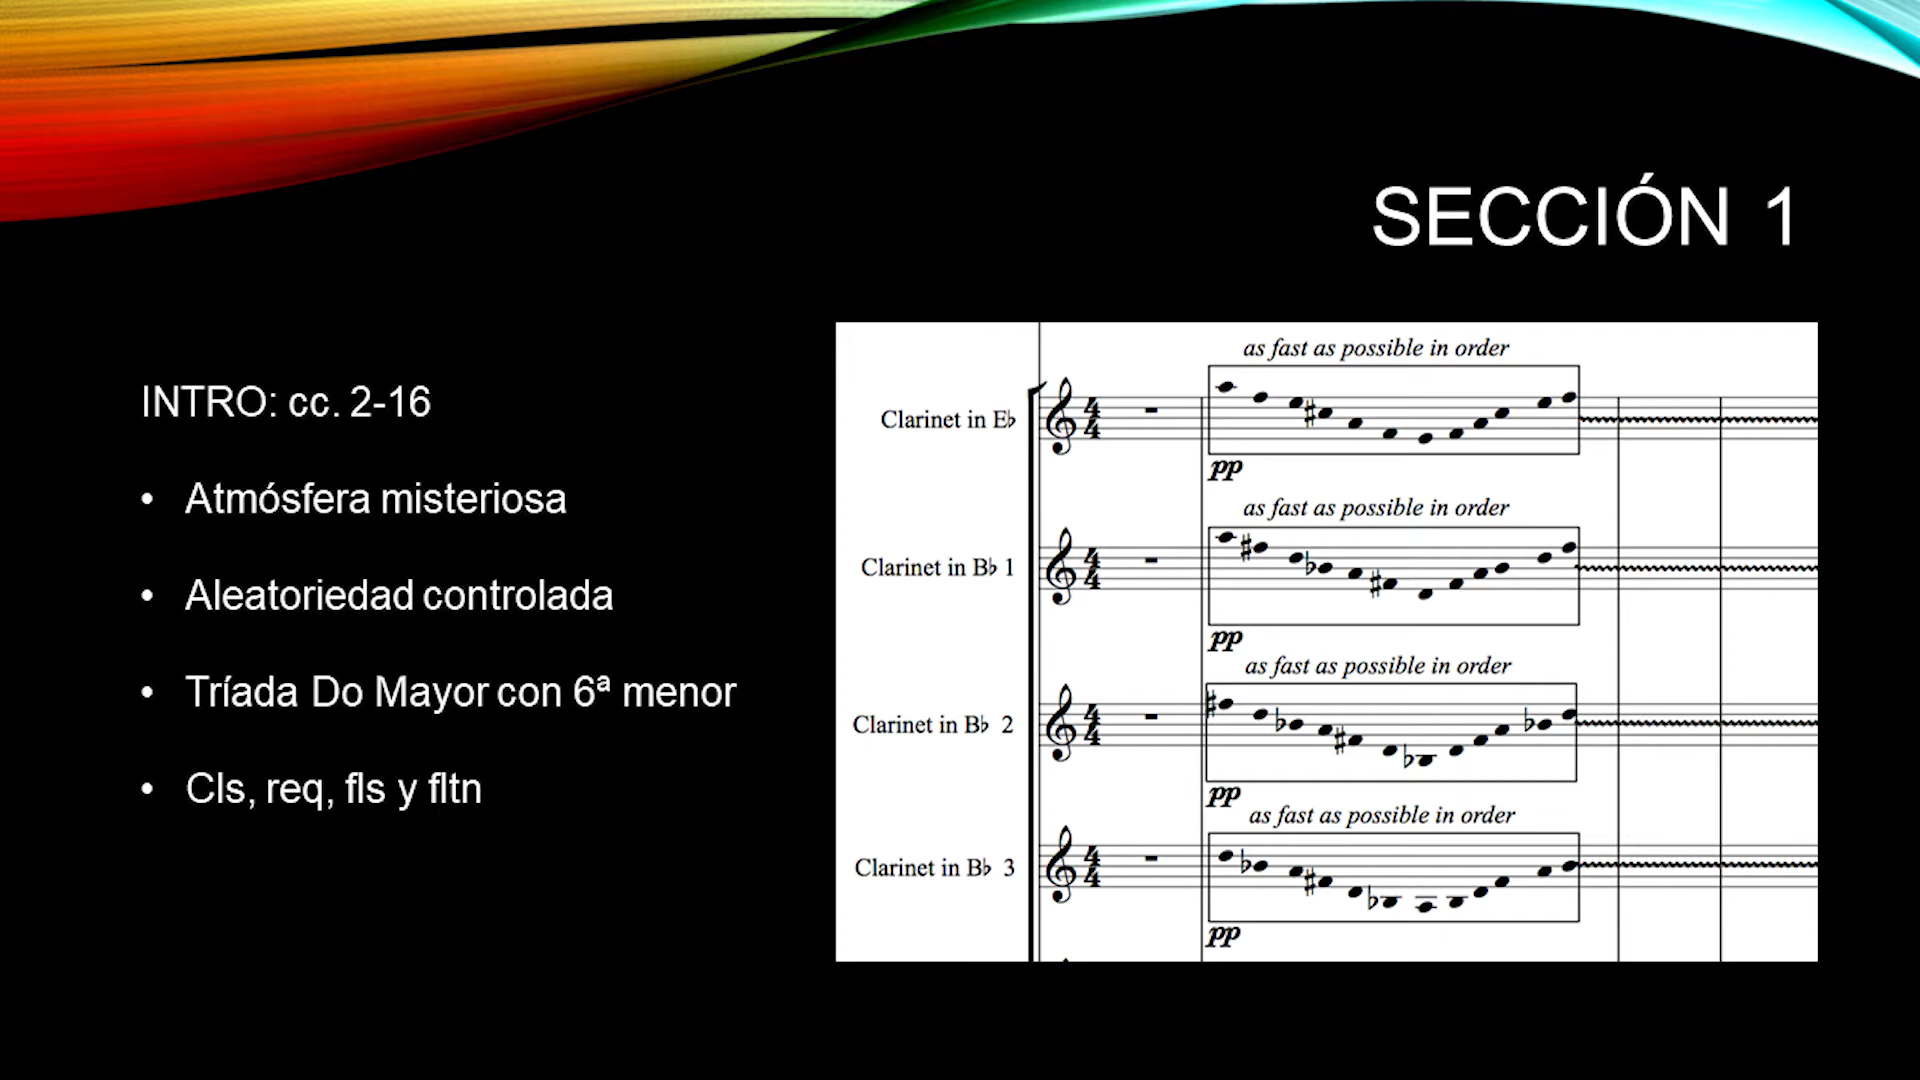 SECCIÓN 1
INTRO: cc. 2-16
• Atmósfera misteriosa
• Aleatoriedad controlada
• Tríada Do Mayor con 6ª menor
• Cls, req, fls y fltn
as fast as possible in order
Clarinet in E♭
pp
as fast as possible in order
Clarinet in B♭ 1
pp
as fast as possible in order
Clarinet in B♭ 2
pp
as fast as possible in order
Clarinet in B♭ 3
pp